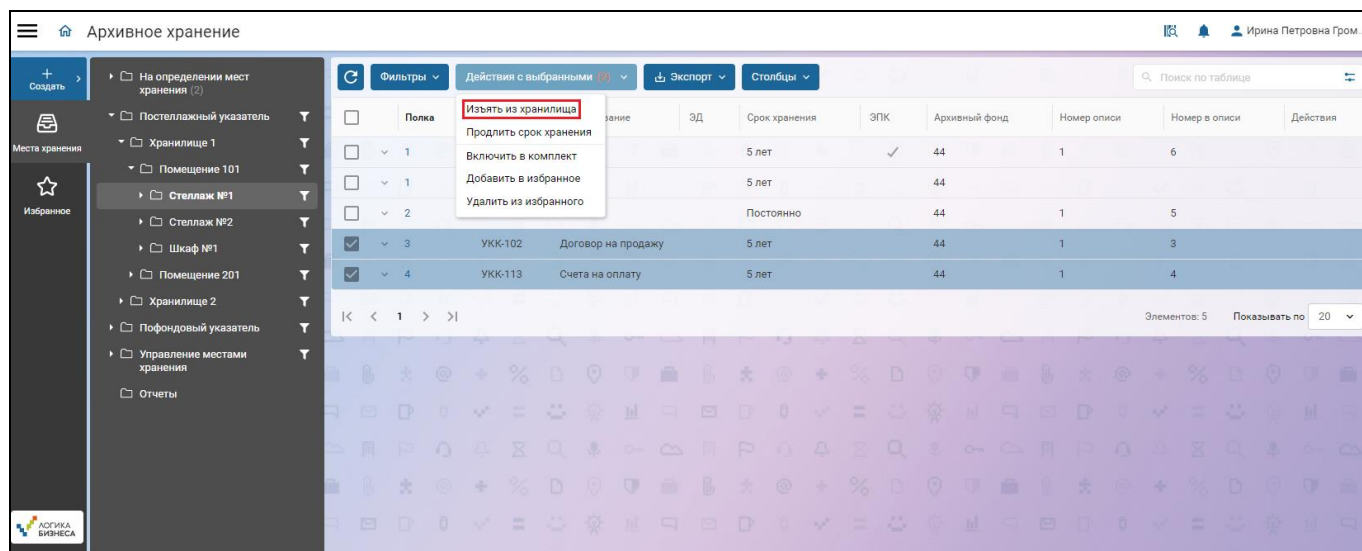 Архивное хранение
Ирина Петровна Гром...
Создать
Места хранения
Избранное
ЛОГИКА
БИЗНЕСА
На определении мест
хранения (2)
Постеллажный указатель
Хранилище 1
Помещение 101
Стеллаж №1
Стеллаж №2
Шкаф №1
Помещение 201
Хранилище 2
Пофондовый указатель
Управление местами
хранения
Отчеты
Фильтры
Действия с выбранными (2)
Экспорт
Столбцы
Поиск по таблице
Изъять из хранилища
Продлить срок хранения
Включить в комплект
Добавить в избранное
Удалить из избранного
Полка ЭД Срок хранения ЭПК Архивный фонд Номер описи Номер в описи Действия
1 5 лет 44 1 6
1 5 лет 44
2 Постоянно 44 1 5
3 УКК-102 Договор на продажу 5 лет 44 1 3
4 УКК-113 Счета на оплату 5 лет 44 1 4
1
Элементов: 5 Показывать по 20